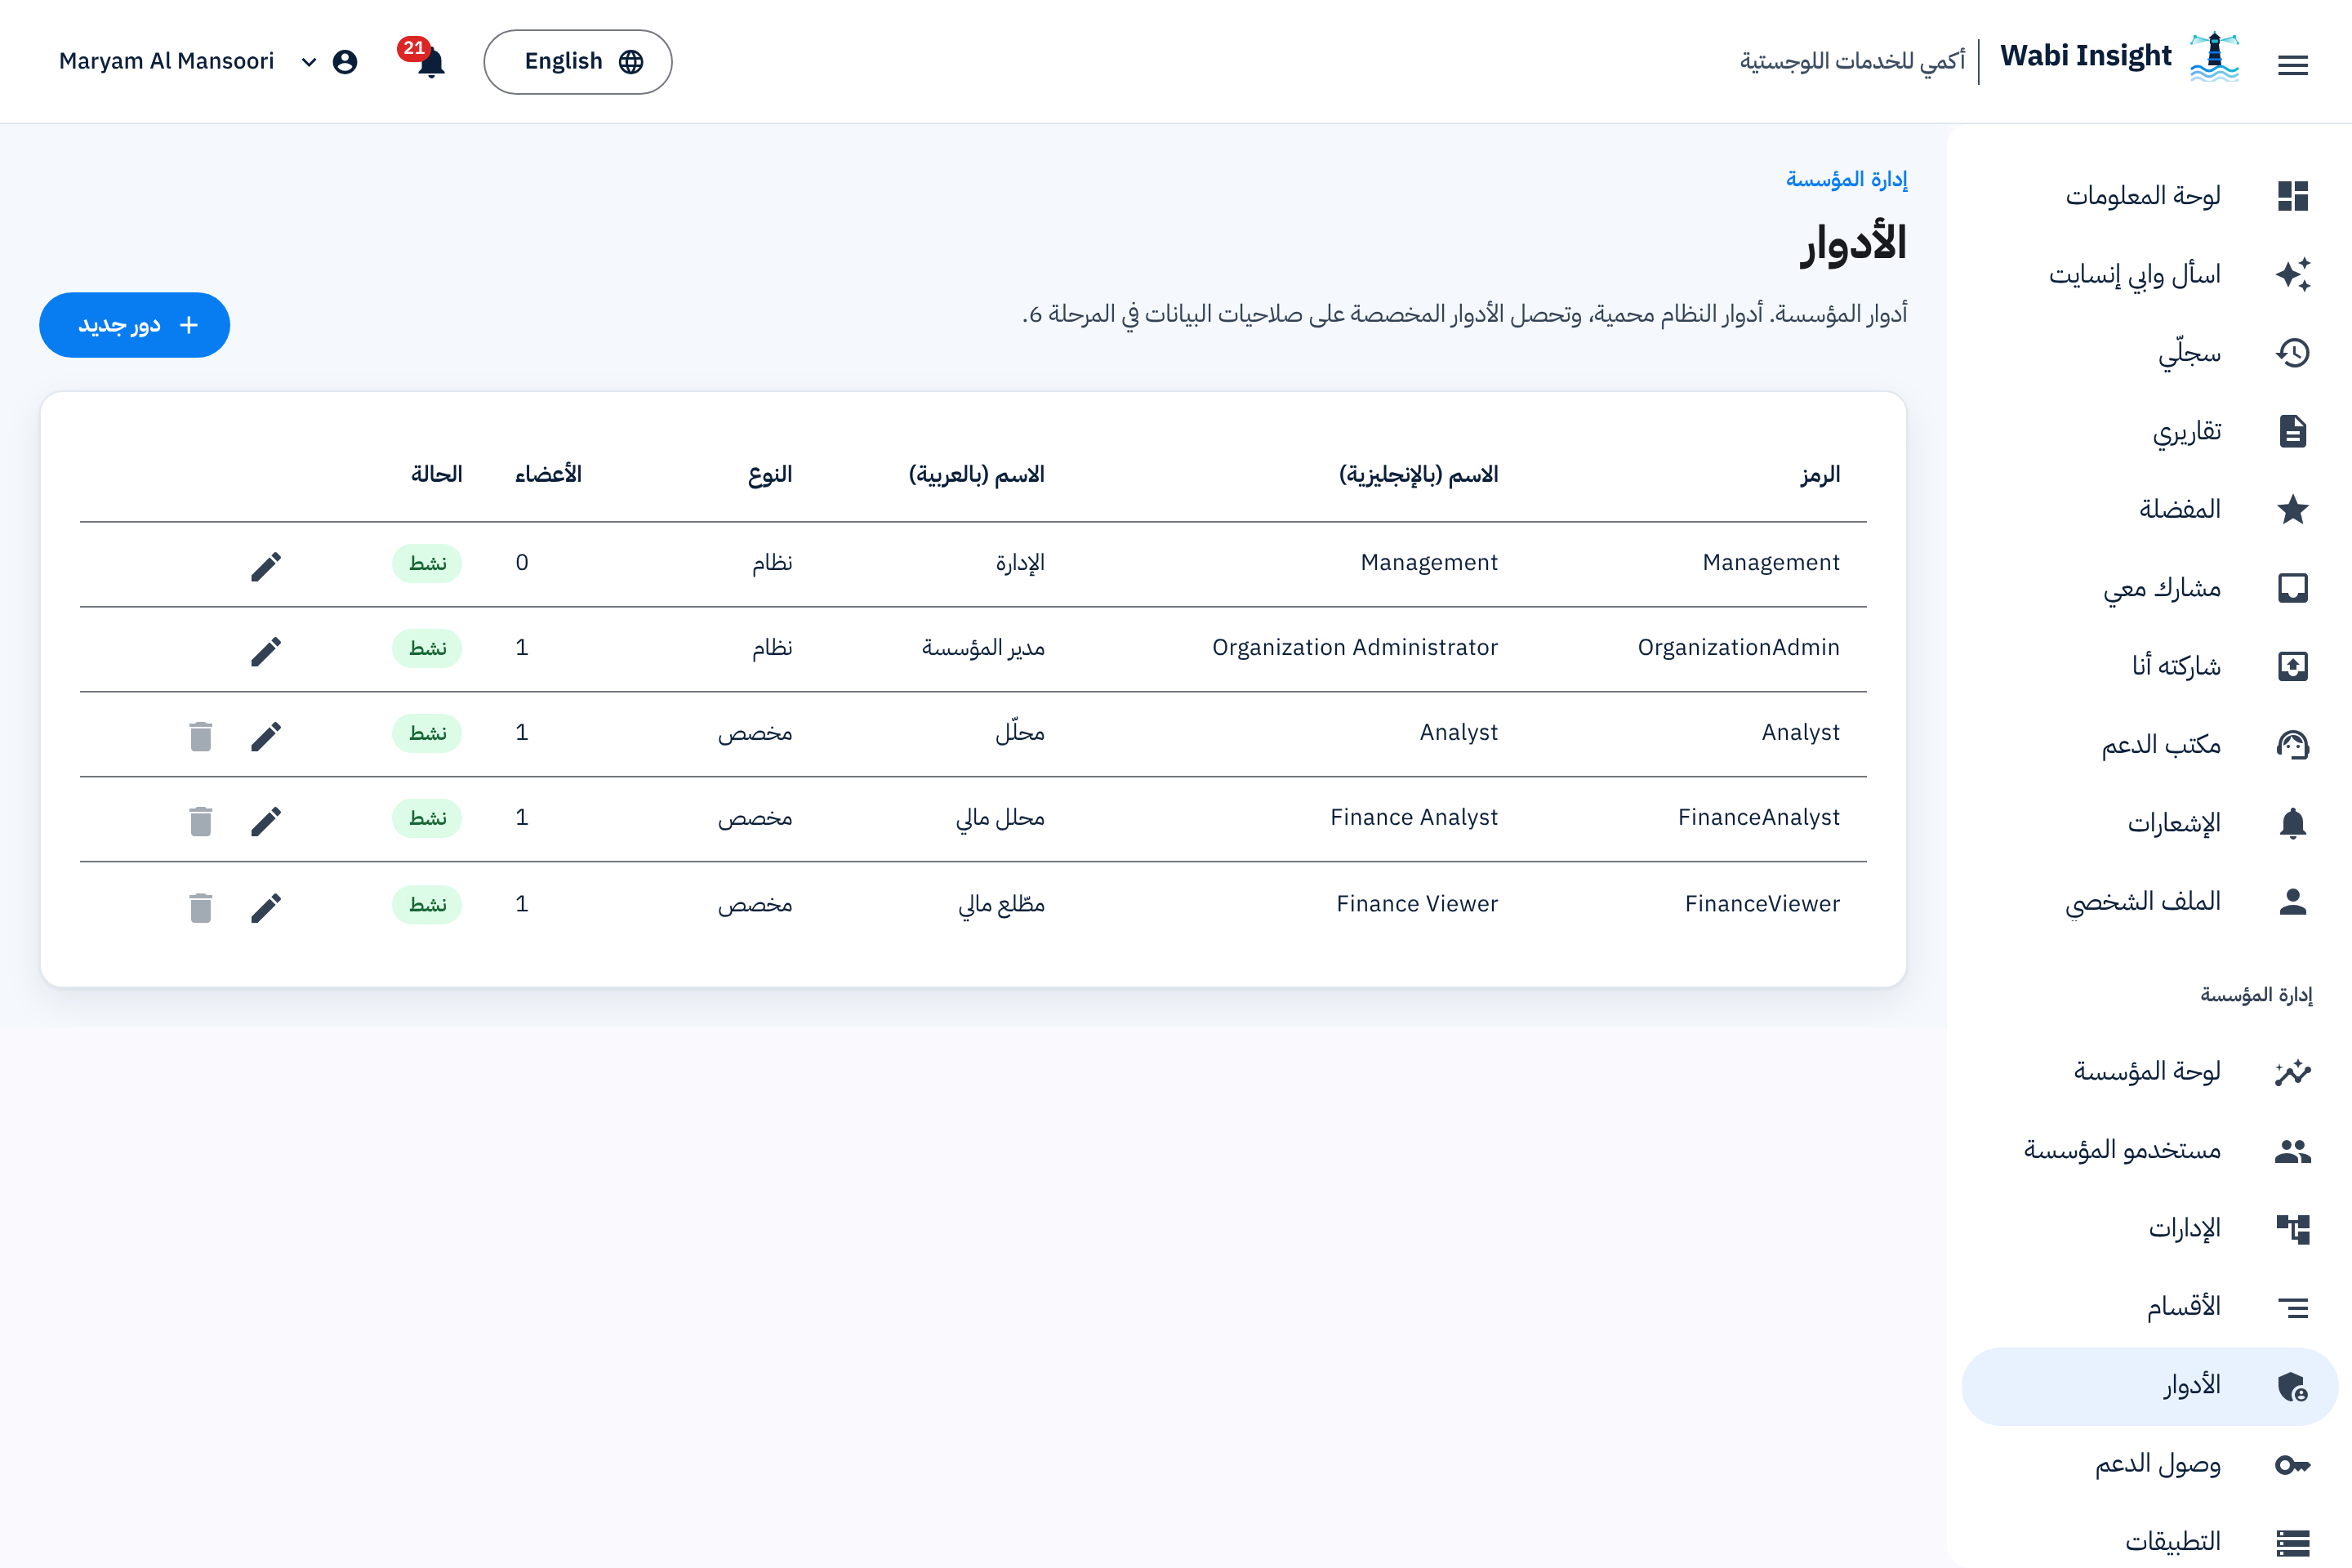 Wabi Insight
أكمي للخدمات اللوجستية
English
21
Maryam Al Mansoori
لوحة المعلومات
اسأل وابي إنسايت
سجلّي
تقاريري
المفضلة
مشارك معي
شاركته أنا
مكتب الدعم
الإشعارات
الملف الشخصي
إدارة المؤسسة
لوحة المؤسسة
مستخدمو المؤسسة
الإدارات
الأقسام
الأدوار
وصول الدعم
التطبيقات
إدارة المؤسسة
الأدوار
أدوار المؤسسة. أدوار النظام محمية، وتحصل الأدوار المخصصة على صلاحيات البيانات في المرحلة 6.
دور جديد
الرمز الاسم (بالإنجليزية) الاسم (بالعربية) النوع الأعضاء الحالة
Management Management الإدارة نظام 0 نشط
OrganizationAdmin Organization Administrator مدير المؤسسة نظام 1 نشط
Analyst Analyst محلّل مخصص 1 نشط
FinanceAnalyst Finance Analyst محلل مالي مخصص 1 نشط
FinanceViewer Finance Viewer مطّلع مالي مخصص 1 نشط